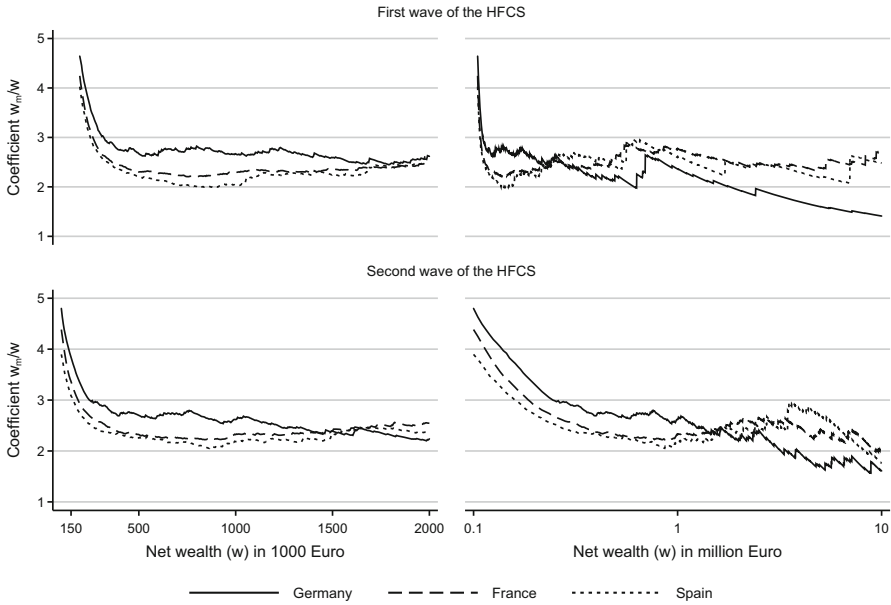 First wave of the HFCS
Coefficient wₘ/w
5
4
3
2
1
Second wave of the HFCS
Coefficient wₘ/w
5
4
3
2
1
150 500 1000 1500 2000
0.1 1 10
Net wealth (w) in 1000 Euro
Net wealth (w) in million Euro
Germany France Spain